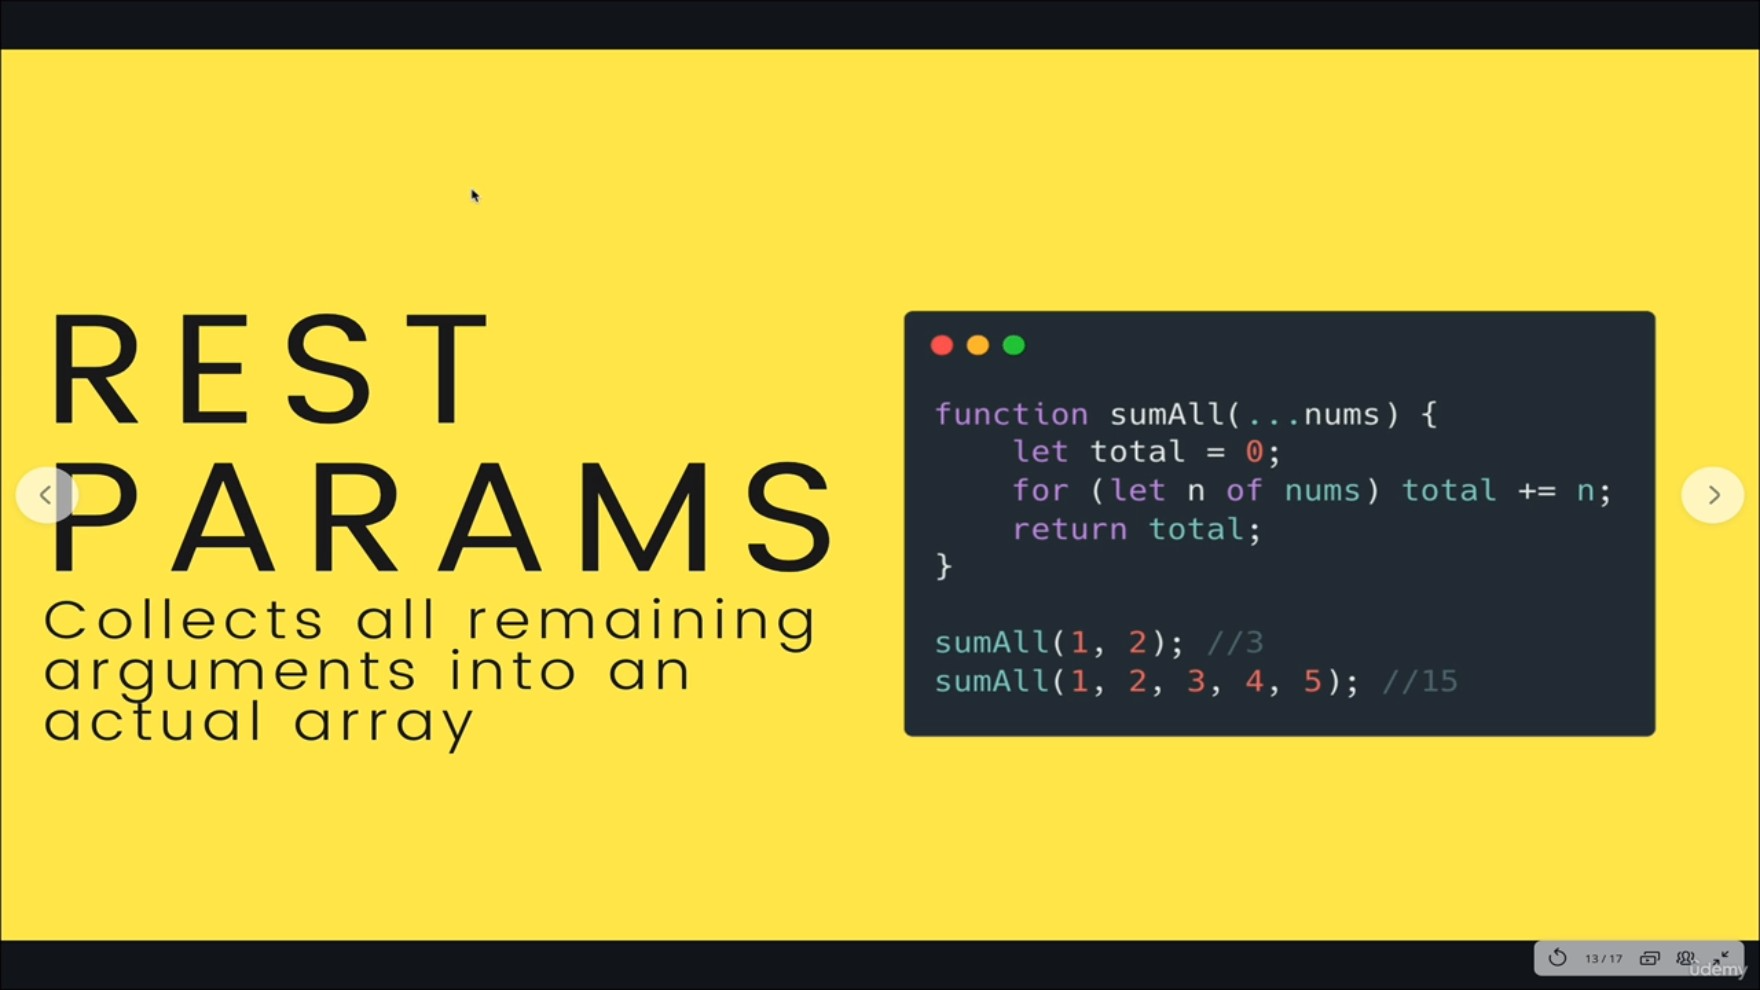 REST
PARAMS
Collects all remaining
arguments into an
actual array
function sumAll(...nums) {
    let total = 0;
    for (let n of nums) total += n;
    return total;
}
sumAll(1, 2); //3
sumAll(1, 2, 3, 4, 5); //15
13 / 17
ûdemy